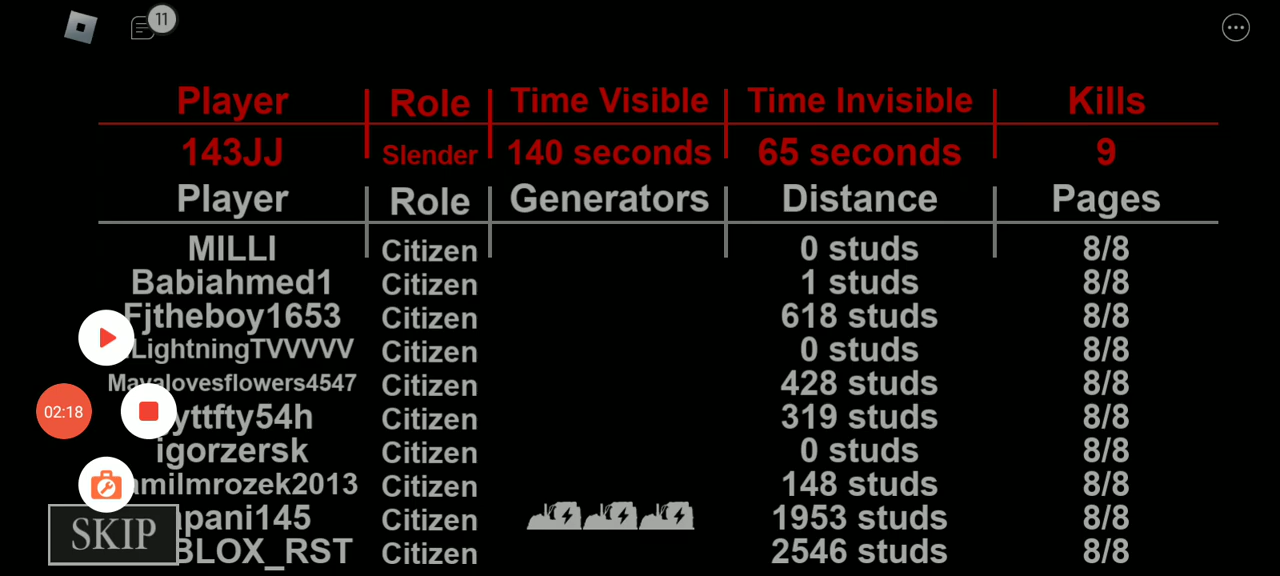 11
Player Role Time Visible Time Invisible Kills
143JJ Slender 140 seconds 65 seconds 9
Player Role Generators Distance Pages
MILLI Citizen 0 studs 8/8
Babiahmed1 Citizen 1 studs 8/8
Fjtheboy1653 Citizen 618 studs 8/8
LightningTVVVVV Citizen 0 studs 8/8
Mayalovesflowers4547 Citizen 428 studs 8/8
02:18 yttfty54h Citizen 319 studs 8/8
igorzersk Citizen 0 studs 8/8
amilmrozek2013 Citizen 148 studs 8/8
SKIP apani145 Citizen 1953 studs 8/8
BLOX_RST Citizen 2546 studs 8/8